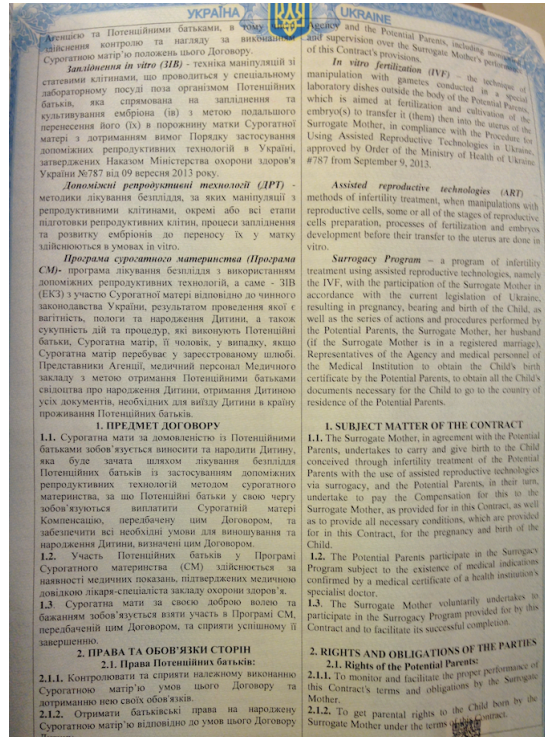 УКРАЇНА
UKRAINE
Агенцією та Потенційними батьками, в тому
здійснення контролю та нагляду за виконанням
Сурогатною матір'ю положень цього Договору.
Запліднення in vitro (ЗІВ) - техніка маніпуляцій зі
статевими клітинами, що проводиться у спеціальному
лабораторному посуді поза організмом Потенційних
батьків, яка спрямована на запліднення та
культивування ембріона (ів) з метою подальшого
перенесення його (їх) в порожнину матки Сурогатної
матері з дотриманням вимог Порядку застосування
допоміжних репродуктивних технологій в Україні,
затверджених Наказом Міністерства охорони здоров'я
України №787 від 09 вересня 2013 року.
Допоміжні репродуктивні технології (ДРТ) -
методики лікування безпліддя, за яких маніпуляції з
репродуктивними клітинами, окремі або всі етапи
підготовки репродуктивних клітин, процеси запліднення
та розвитку ембріонів до переносу їх у матку
здійснюються в умовах in vitro.
Програма сурогатного материнства (Програма
СМ)- програма лікування безпліддя з використанням
допоміжних репродуктивних технологій, а саме - ЗІВ
(ЕКЗ) з участю Сурогатної матері відповідно до чинного
законодавства України, результатом проведення якої є
вагітність, пологи та народження Дитини, а також
сукупність дій та процедур, які виконують Потенційні
батьки, Сурогатна матір, її чоловік, у випадку, якщо
Сурогатна матір перебуває у зареєстрованому шлюбі.
Представники Агенції, медичний персонал Медичного
закладу з метою отримання Потенційними батьками
свідоцтва про народження Дитини, отримання Дитиною
усіх документів, необхідних для виїзду Дитини в країну
проживання Потенційних батьків.
1. ПРЕДМЕТ ДОГОВОРУ
1.1. Сурогатна мати за домовленістю із Потенційними
батьками зобов'язується виносити та народити Дитину,
яка буде зачата шляхом лікування безпліддя
Потенційних батьків із застосуванням допоміжних
репродуктивних технологій методом сурогатного
материнства, за що Потенційні батьки у свою чергу
зобов'язуються виплатити Сурогатній матері
Компенсацію, передбачену цим Договором, та
забезпечити всі необхідні умови для виношування та
народження Дитини, визначені цим Договором.
1.2. Участь Потенційних батьків у Програмі
Сурогатного материнства (СМ) здійснюється за
наявності медичних показань, підтверджених медичною
довідкою лікаря-спеціаліста закладу охорони здоров'я.
1.3. Сурогатна мати за своєю доброю волею та
бажанням зобов'язується взяти участь в Програмі СМ,
передбаченій цим Договором, та сприяти успішному її
завершенню.
2. ПРАВА ТА ОБОВ'ЯЗКИ СТОРІН
2.1. Права Потенційних батьків:
2.1.1. Контролювати та сприяти належному виконанню
Сурогатною матір'ю умов цього Договору та
дотриманню нею своїх обов'язків.
2.1.2. Отримати батьківські права на народжену
Сурогатною матір'ю відповідно до умов цього Договору
Agency and the Potential Parents, including
and supervision over the Surrogate Mother's
of this Contract's provisions.
In vitro fertilization (IVF) – the technique of
manipulation with gametes conducted in a special
laboratory dishes outside the body of the Potential Parents,
which is aimed at fertilization and cultivation of the
embryo(s) to transfer it (them) then into the uterus of the
Surrogate Mother, in compliance with the Procedure for
Using Assisted Reproductive Technologies in Ukraine,
approved by Order of the Ministry of Health of Ukraine
#787 from September 9, 2013.
Assisted reproductive technologies (ART) –
methods of infertility treatment, when manipulations with
reproductive cells, some or all of the stages of reproductive
cells preparation, processes of fertilization and embryos
development before their transfer to the uterus are done in
vitro.
Surrogacy Program – a program of infertility
treatment using assisted reproductive technologies, namely
the IVF, with the participation of the Surrogate Mother in
accordance with the current legislation of Ukraine,
resulting in pregnancy, bearing and birth of the Child, as
well as the series of actions and procedures performed by
the Potential Parents, the Surrogate Mother, her husband
(if the Surrogate Mother is in a registered marriage),
Representatives of the Agency and medical personnel of
the Medical Institution to obtain the Child's birth
certificate by the Potential Parents, to obtain all the Child's
documents necessary for the Child to go to the country of
residence of the Potential Parents.
1. SUBJECT MATTER OF THE CONTRACT
1.1. The Surrogate Mother, in agreement with the Potential
Parents, undertakes to carry and give birth to the Child
conceived through infertility treatment of the Potential
Parents with the use of assisted reproductive technologies
via surrogacy, and the Potential Parents, in their turn,
undertake to pay the Compensation for this to the
Surrogate Mother, as provided for in this Contract, as well
as to provide all necessary conditions, which are provided
for in this Contract, for the pregnancy and birth of the
Child.
1.2. The Potential Parents participate in the Surrogacy
Program subject to the existence of medical indications
confirmed by a medical certificate of a health institution's
specialist doctor.
1.3. The Surrogate Mother voluntarily undertakes to
participate in the Surrogacy Program provided for by this
Contract and to facilitate its successful completion.
2. RIGHTS AND OBLIGATIONS OF THE PARTIES
2.1. Rights of the Potential Parents:
2.1.1. To monitor and facilitate the proper performance of
this Contract's terms and obligations by the Surrogate
Mother.
2.1.2. To get parental rights to the Child born by the
Surrogate Mother under the terms of this Contract.